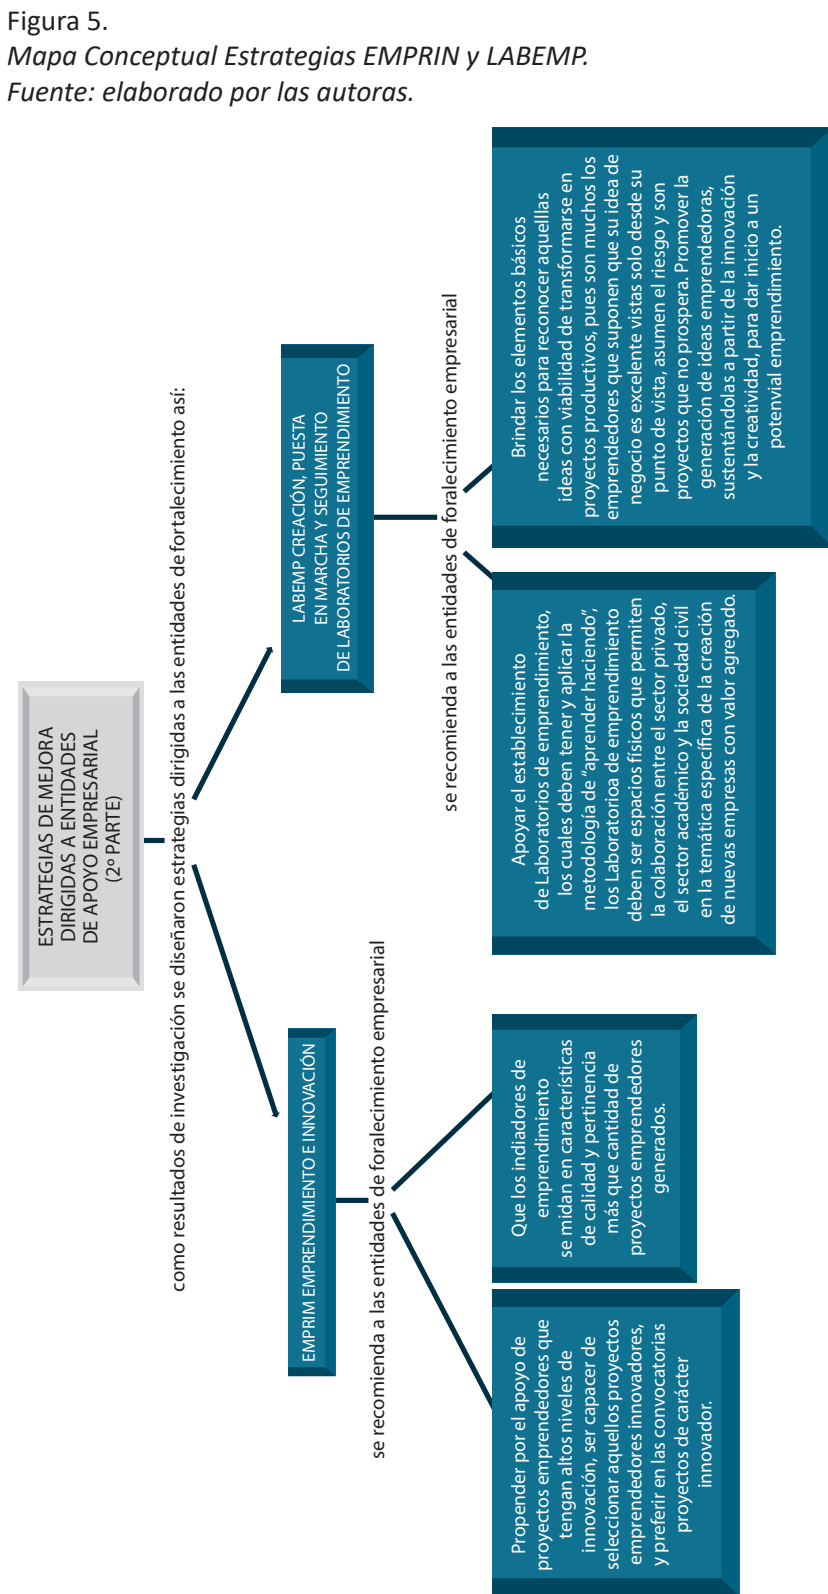 Figura 5.
Mapa Conceptual Estrategias EMPRIN y LABEMP.
Fuente: elaborado por las autoras.
ESTRATEGIAS DE MEJORA
DIRIGIDAS A ENTIDADES
DE APOYO EMPRESARIAL
(2º PARTE)
como resultados de investigación se diseñaron estrategias dirigidas a las entidades de fortalecimiento así:
EMPRIM EMPRENDIMIENTO E INNOVACIÓN
se recomienda a las entidades de foralecimiento empresarial
Propender por el apoyo de
proyectos emprendedores que
tengan altos niveles de
innovación, ser capacer de
seleccionar aquellos proyectos
emprendedores innovadores,
y preferir en las convocatorias
proyectos de carácter
innovador.
Que los indiadores de
emprendimiento
se midan en características
de calidad y pertinencia
más que cantidad de
proyectos emprendedores
generados.
LABEMP CREACIÓN, PUESTA
EN MARCHA Y SEGUIMIENTO
DE LABORATORIOS DE EMPRENDIMIENTO
se recomienda a las entidades de foralecimiento empresarial
Apoyar el establecimiento
de Laboratorios de emprendimiento,
los cuales deben tener y aplicar la
metodología de “aprender haciendo”,
los Laboratorioa de emprendimiento
deben ser espacios físicos que permiten
la colaboración entre el sector privado,
el sector académico y la sociedad civil
en la temática específica de la creación
de nuevas empresas con valor agregado.
Brindar los elementos básicos
necesarios para reconocer aquelllas
ideas con viabilidad de transformarse en
proyectos productivos, pues son muchos los
emprendedores que suponen que su idea de
negocio es excelente vistas solo desde su
punto de vista, asumen el riesgo y son
proyectos que no prospera. Promover la
generación de ideas emprendedoras,
sustentándolas a partir de la innovación
y la creatividad, para dar inicio a un
potenvial emprendimiento.